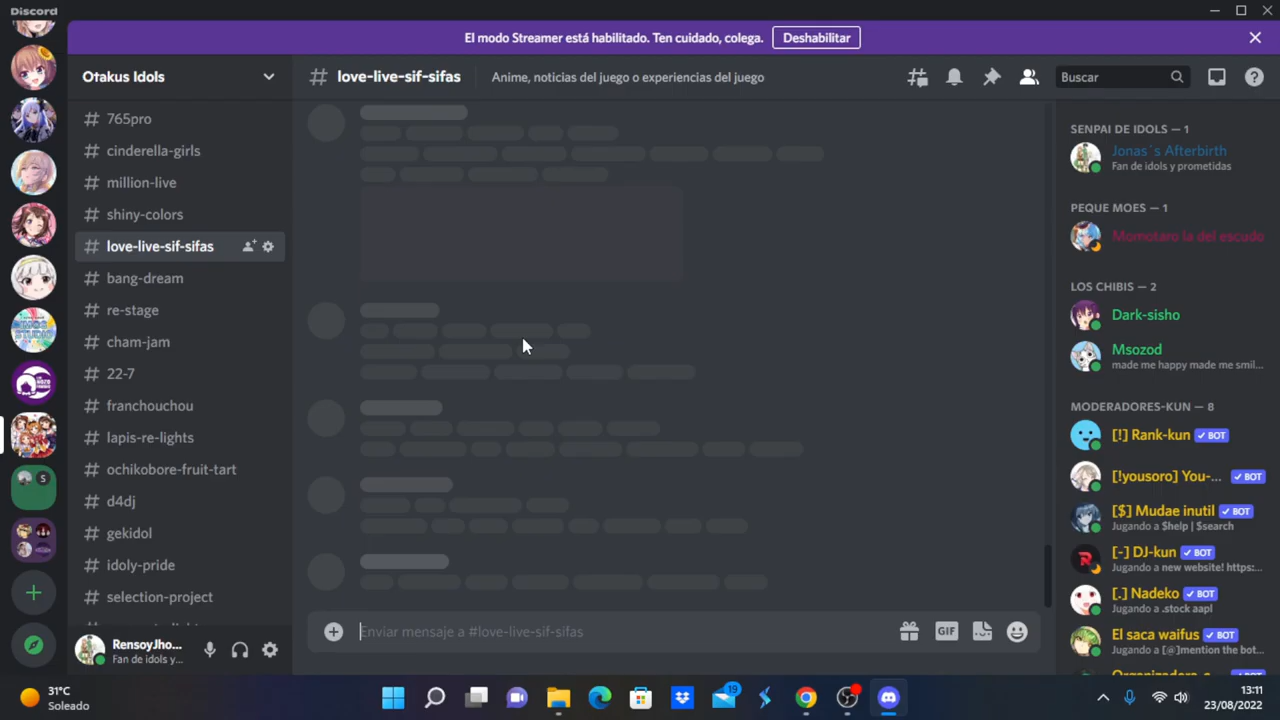 Discord
El modo Streamer está habilitado. Ten cuidado, colega.
Deshabilitar
Otakus Idols
love-live-sif-sifas
Anime, noticias del juego o experiencias del juego
Buscar
# 765pro
# cinderella-girls
# million-live
# shiny-colors
# love-live-sif-sifas
# bang-dream
# re-stage
# cham-jam
# 22-7
# franchouchou
# lapis-re-lights
# ochikobore-fruit-tart
# d4dj
# gekidol
# idoly-pride
# selection-project
S
RensoyJho...
Fan de idols y...
Enviar mensaje a #love-live-sif-sifas
GIF
SENPAI DE IDOLS — 1
Jonas´s Afterbirth
Fan de idols y prometidas
PEQUE MOES — 1
Momotaro la del escudo
LOS CHIBIS — 2
Dark-sisho
Msozod
made me happy made me smil...
MODERADORES-KUN — 8
[!] Rank-kun BOT
[!yousoro] You-... BOT
[$] Mudae inutil BOT
Jugando a $help | $search
[-] DJ-kun BOT
Jugando a new website! https:...
[.] Nadeko BOT
Jugando a .stock aapl
El saca waifus BOT
Jugando a [@]mention the bot...
31°C
Soleado
19
13:11
23/08/2022